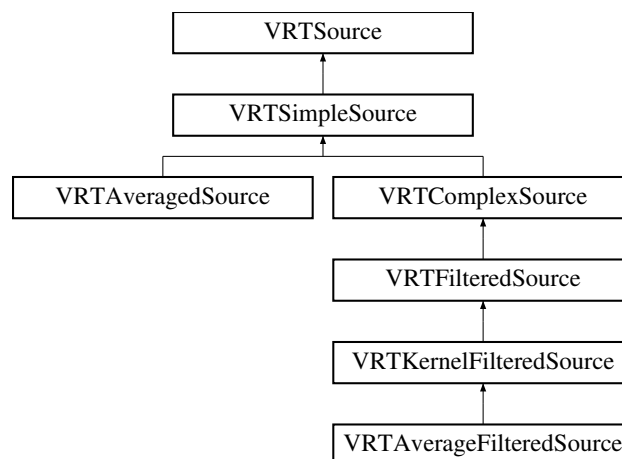 VRTSource
VRTSimpleSource
VRTAveragedSource
VRTComplexSource
VRTFilteredSource
VRTKernelFilteredSource
VRTAverageFilteredSource